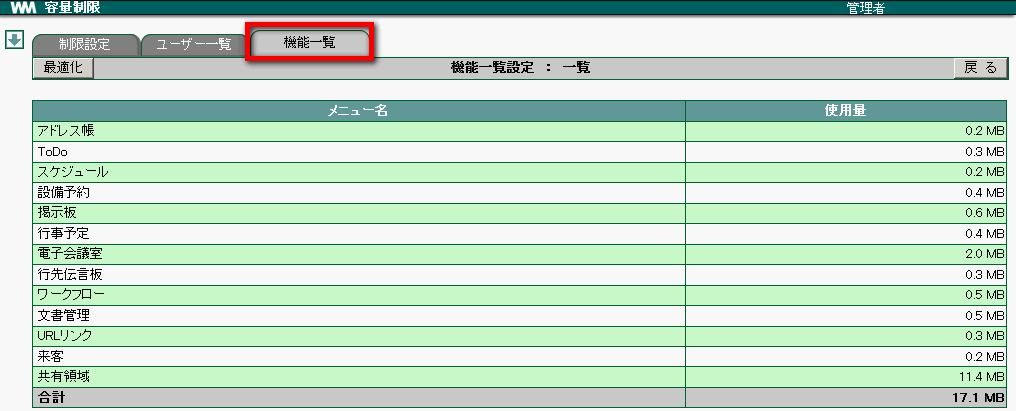 WM 容量制限 管理者
制限設定 ユーザー一覧 機能一覧
最適化 機能一覧設定 : 一覧 戻る
メニュー名 使用量
アドレス帳 0.2 MB
ToDo 0.3 MB
スケジュール 0.2 MB
設備予約 0.4 MB
掲示板 0.6 MB
行事予定 0.4 MB
電子会議室 2.0 MB
行先伝言板 0.3 MB
ワークフロー 0.5 MB
文書管理 0.5 MB
URLリンク 0.3 MB
来客 0.2 MB
共有領域 11.4 MB
合計 17.1 MB